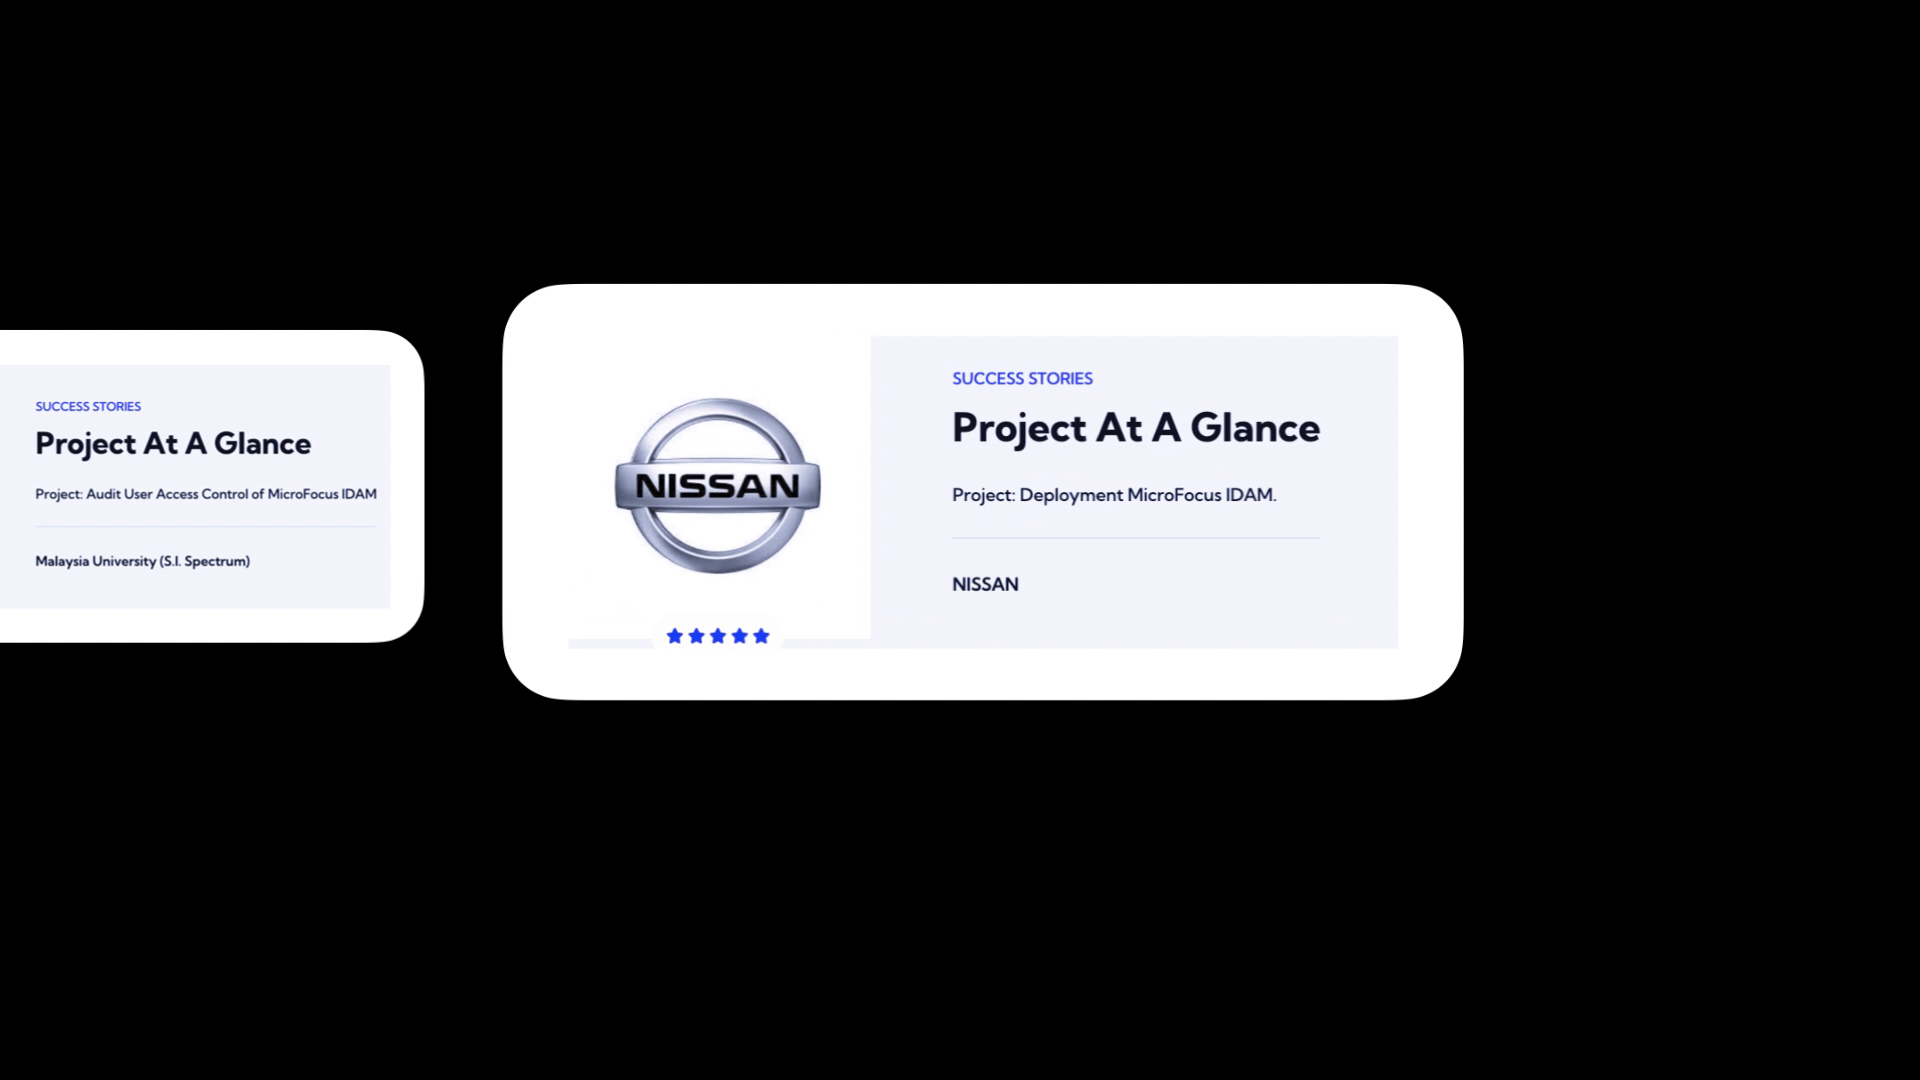 SUCCESS STORIES
Project At A Glance
Project: Audit User Access Control of MicroFocus IDAM
Malaysia University (S.I. Spectrum)
NISSAN
SUCCESS STORIES
Project At A Glance
Project: Deployment MicroFocus IDAM.
NISSAN